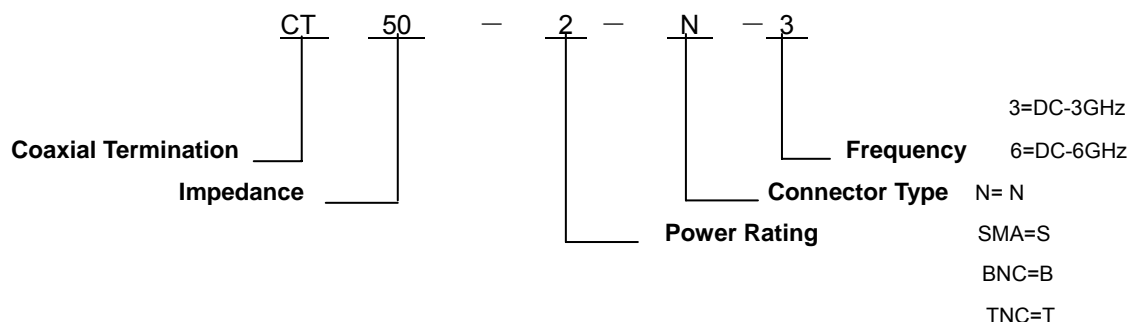 CT 50 — 2 — N — 3
3=DC-3GHz
Coaxial Termination Frequency 6=DC-6GHz
Impedance Connector Type N= N
Power Rating SMA=S
BNC=B
TNC=T